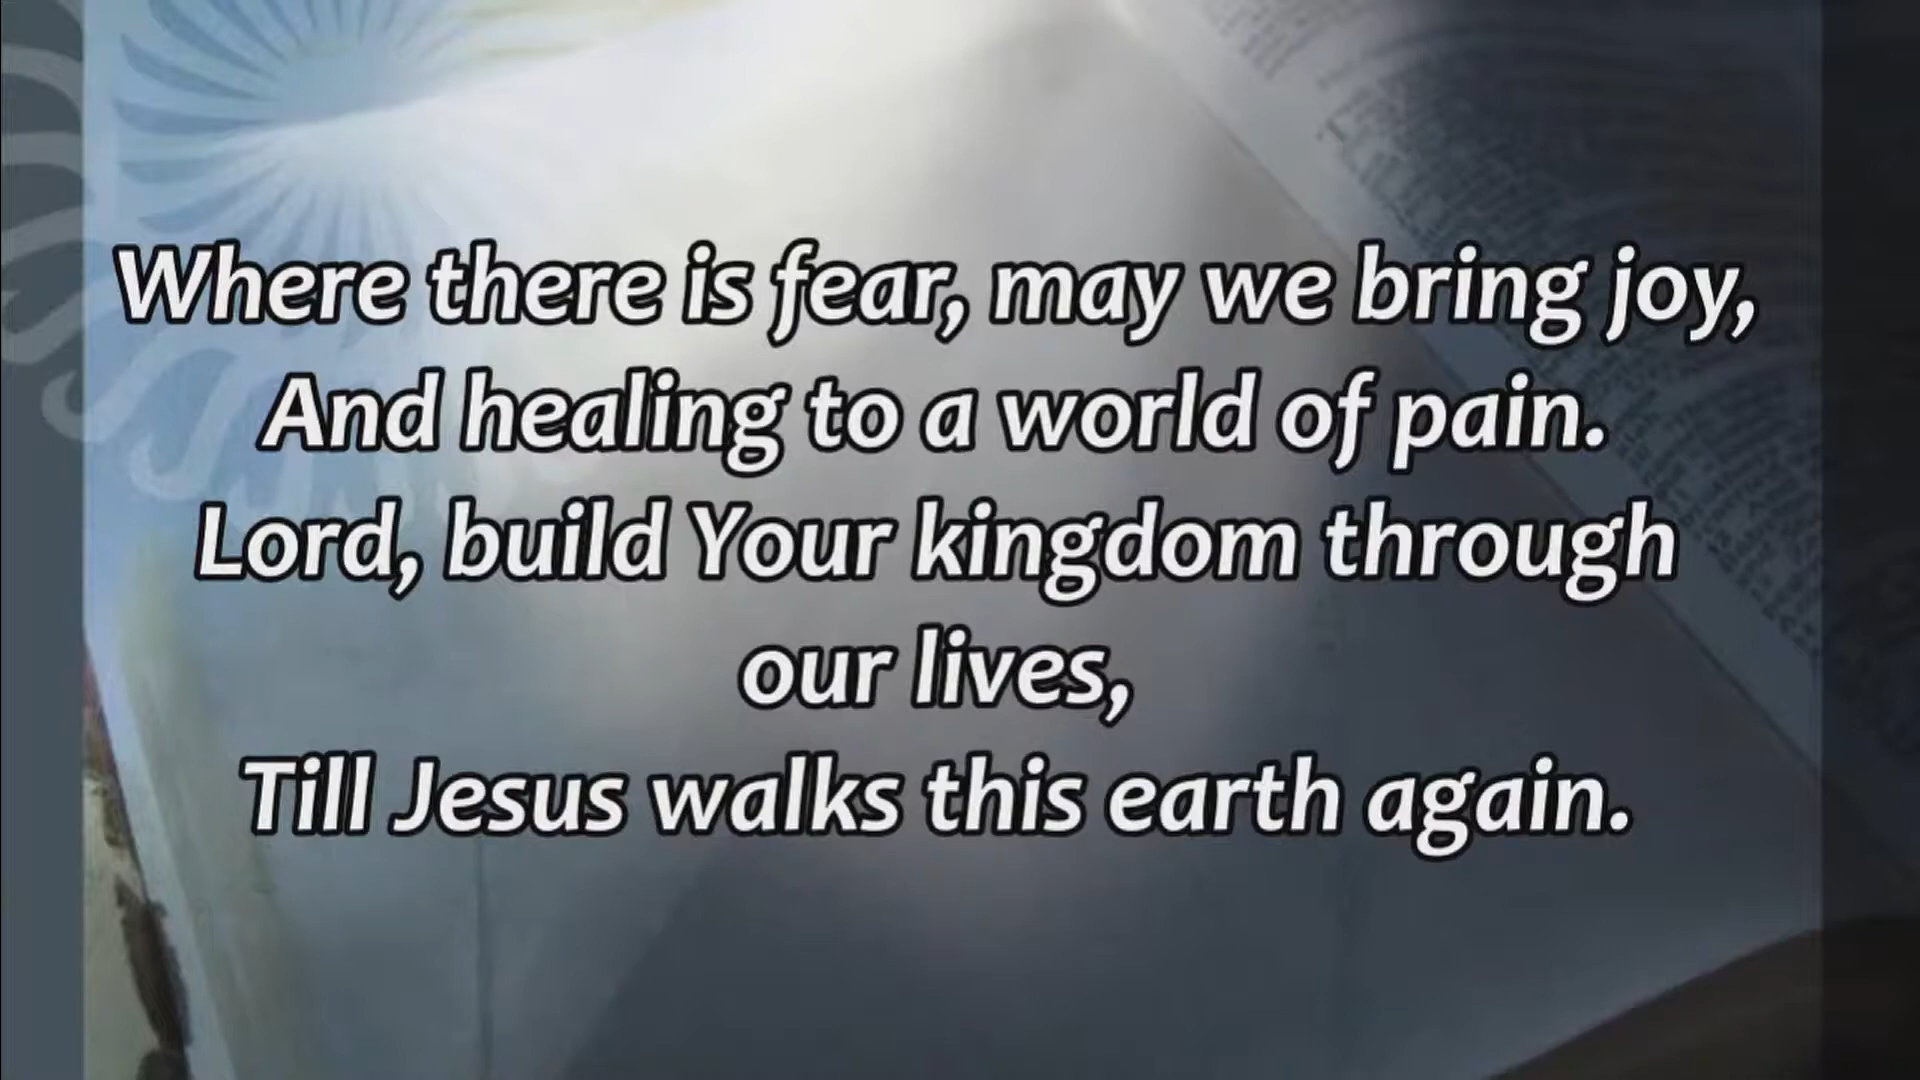 Where there is fear, may we bring joy,
And healing to a world of pain.
Lord, build Your kingdom through
our lives,
Till Jesus walks this earth again.